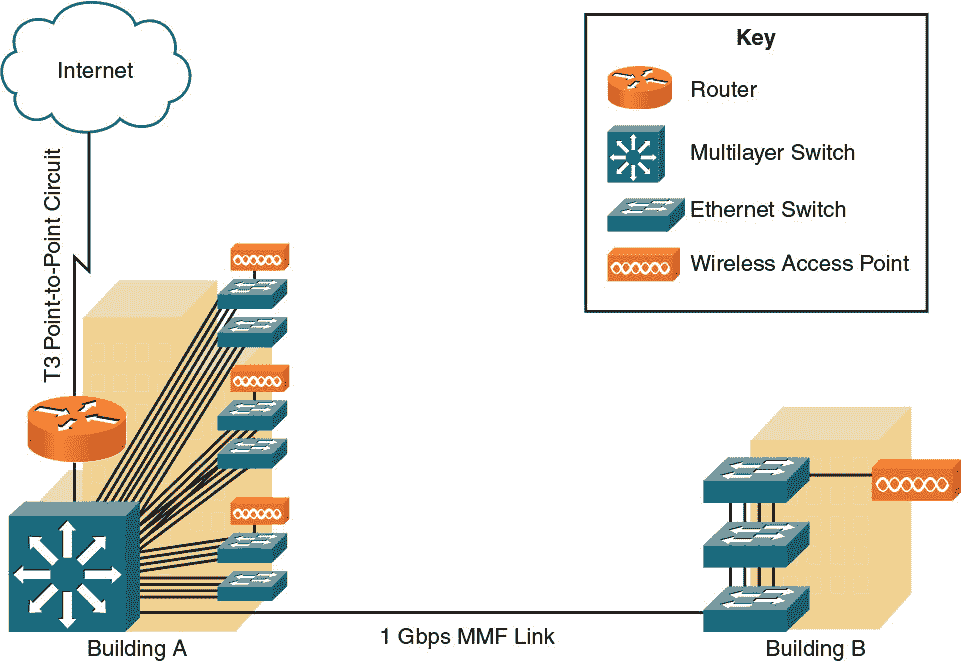 Internet
T3 Point-to-Point Circuit
Key
Router
Multilayer Switch
Ethernet Switch
Wireless Access Point
Building A
1 Gbps MMF Link
Building B